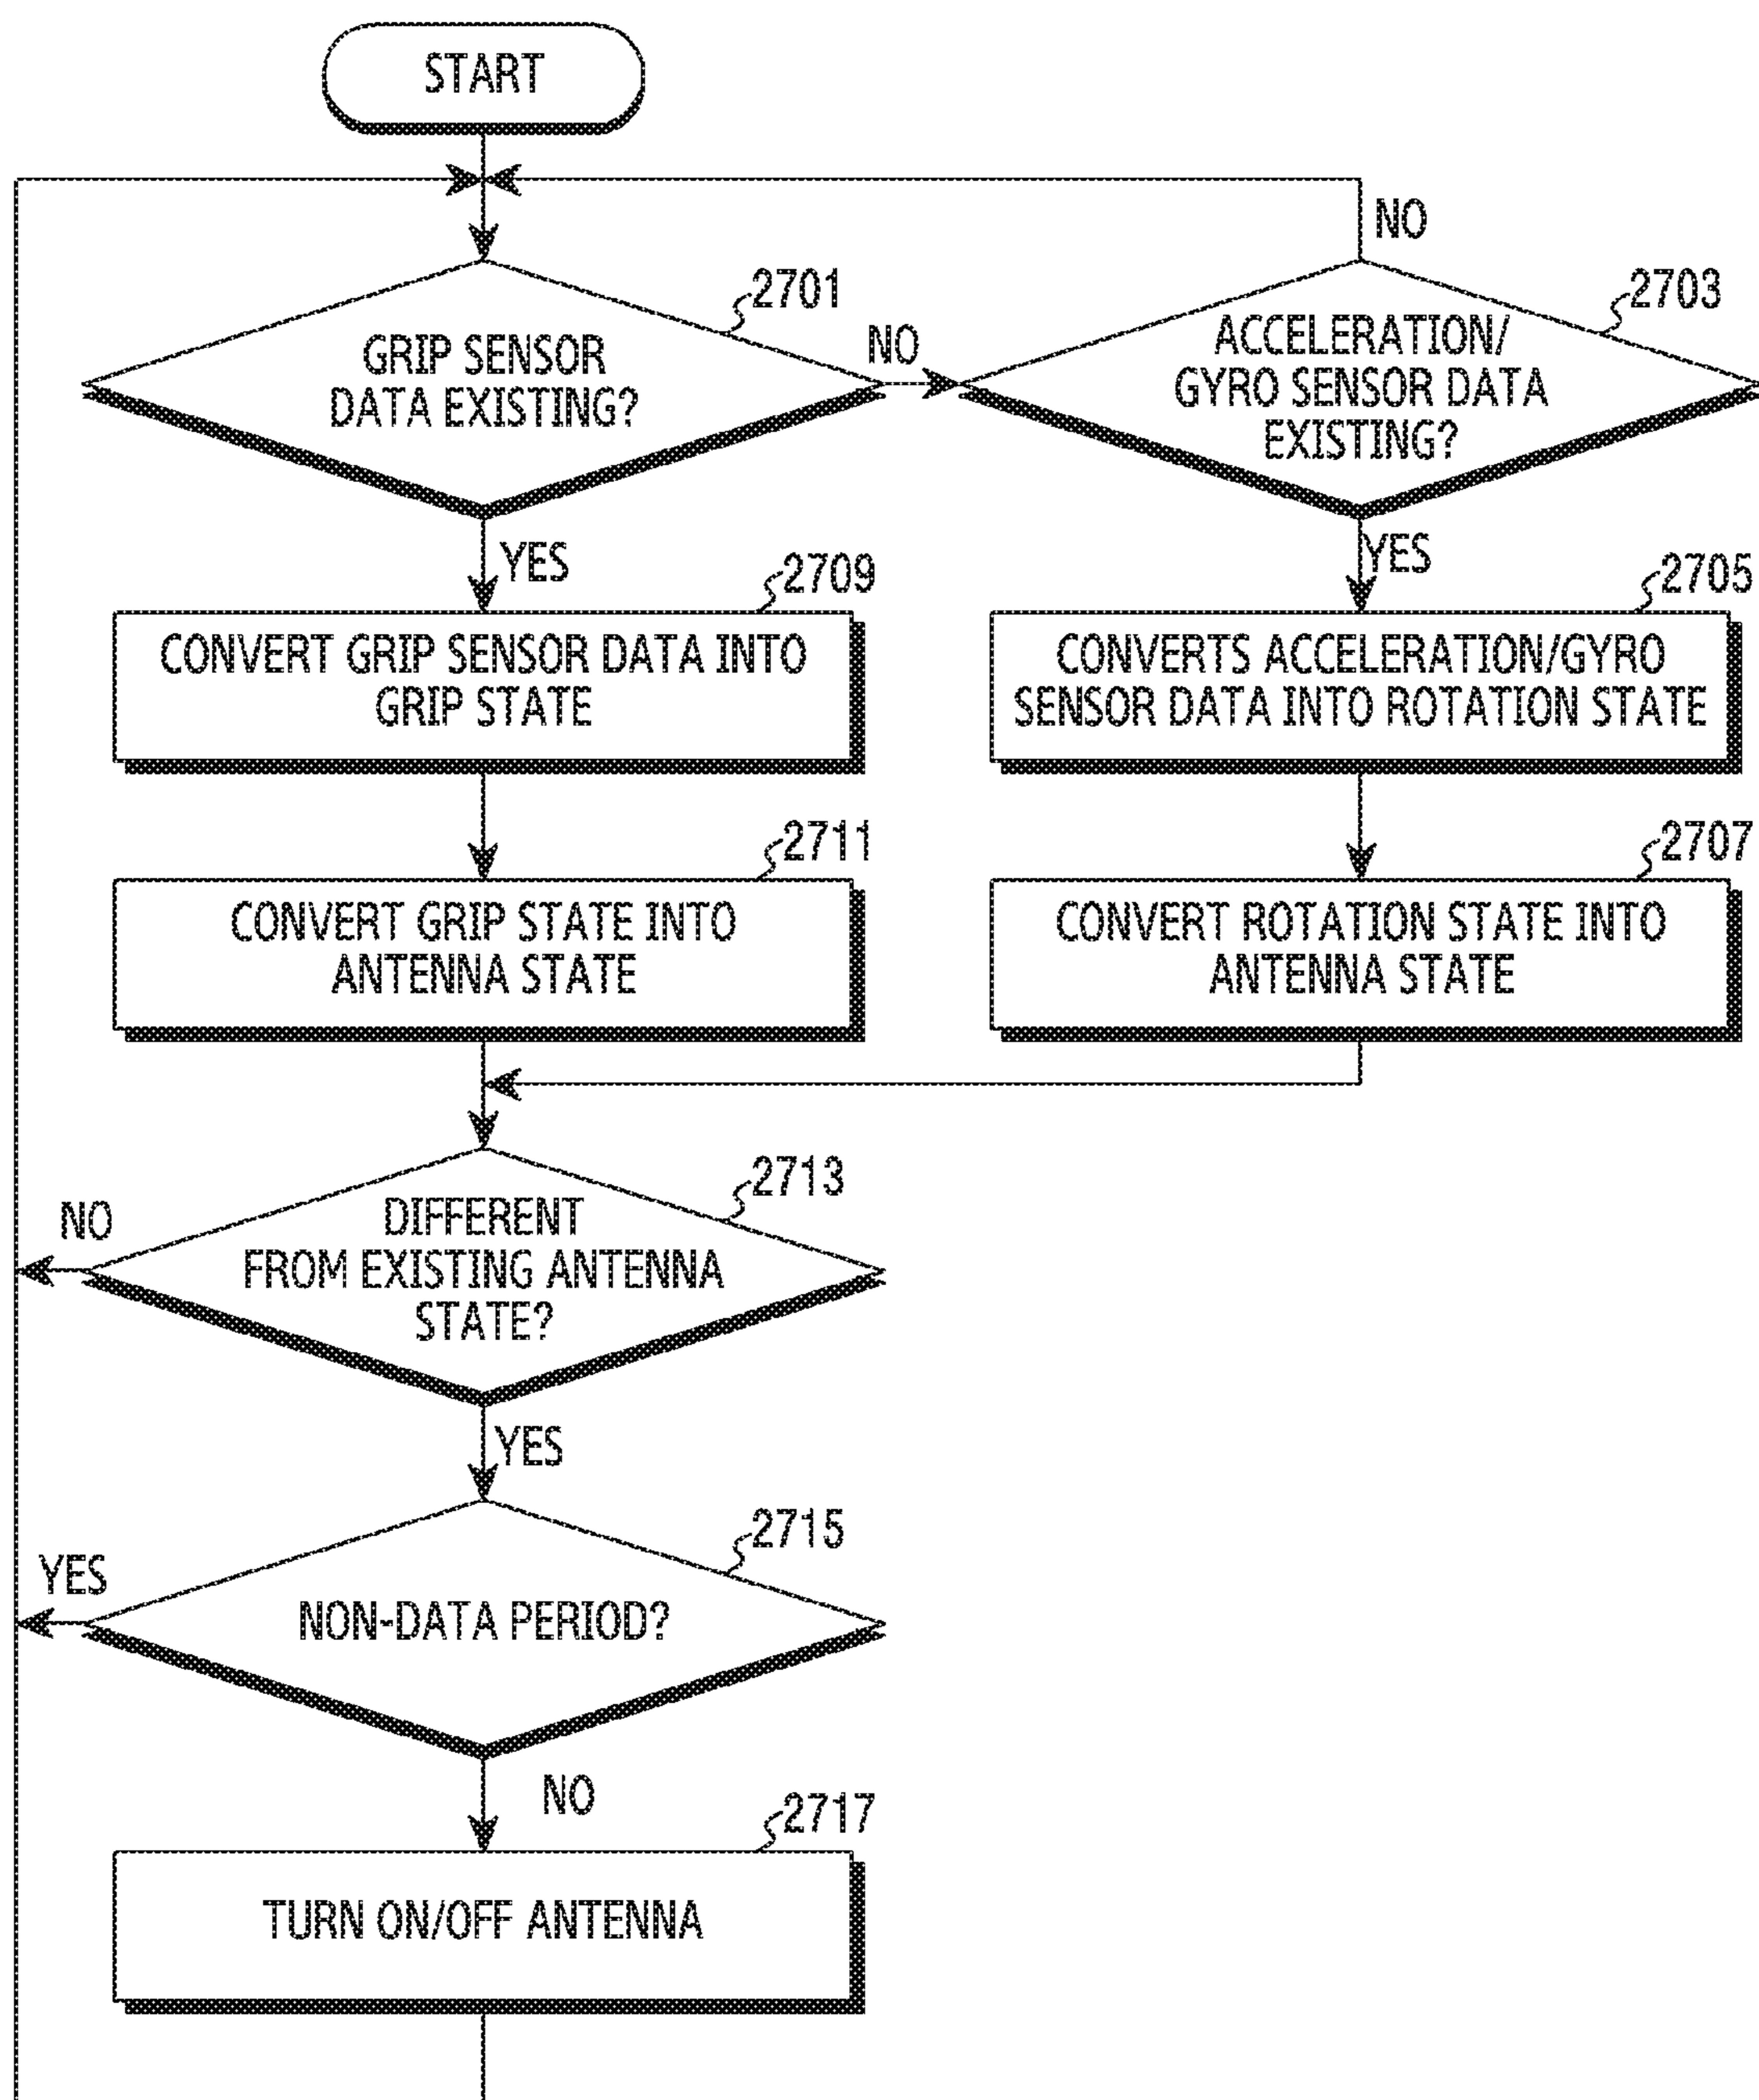 START
NO
2701
2703
GRIP SENSOR
DATA EXISTING?
NO
ACCELERATION/
GYRO SENSOR DATA
EXISTING?
YES
YES
2709
2705
CONVERT GRIP SENSOR DATA INTO
GRIP STATE
CONVERTS ACCELERATION/GYRO
SENSOR DATA INTO ROTATION STATE
2711
2707
CONVERT GRIP STATE INTO
ANTENNA STATE
CONVERT ROTATION STATE INTO
ANTENNA STATE
2713
NO
DIFFERENT
FROM EXISTING ANTENNA
STATE?
YES
2715
YES
NON-DATA PERIOD?
NO
2717
TURN ON/OFF ANTENNA